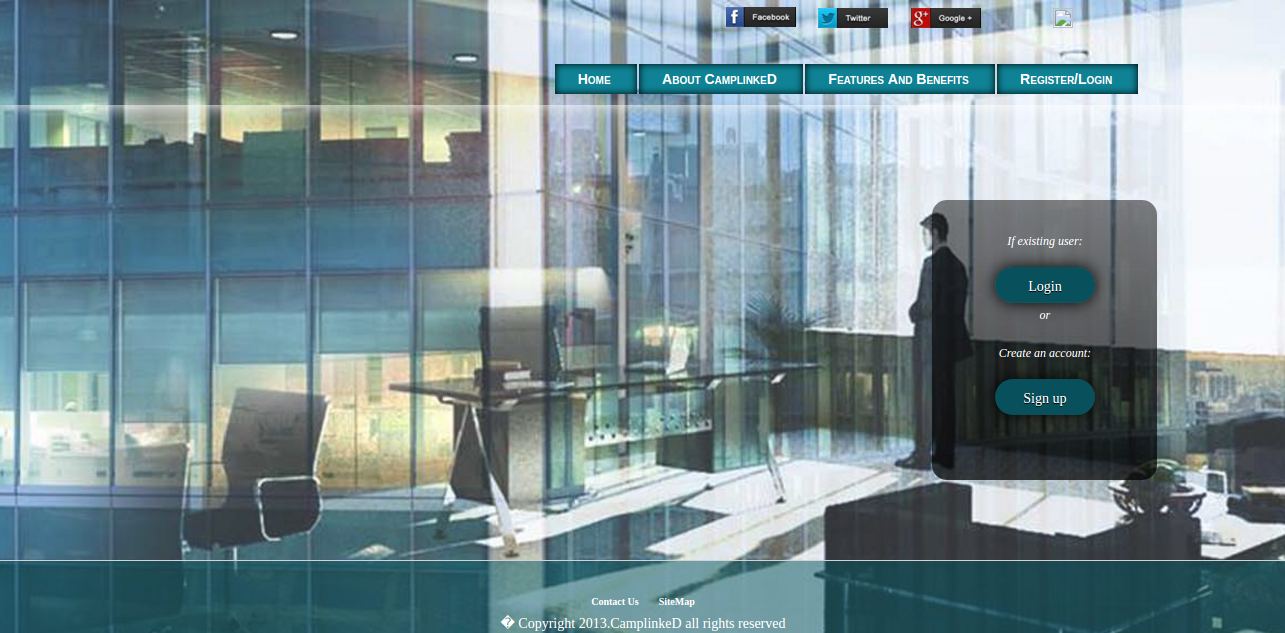 Facebook Twitter Google +
Home About CamplinkeD Features And Benefits Register/Login
If existing user:
Login
or
Create an account:
Sign up
Contact Us SiteMap
� Copyright 2013.CamplinkeD all rights reserved